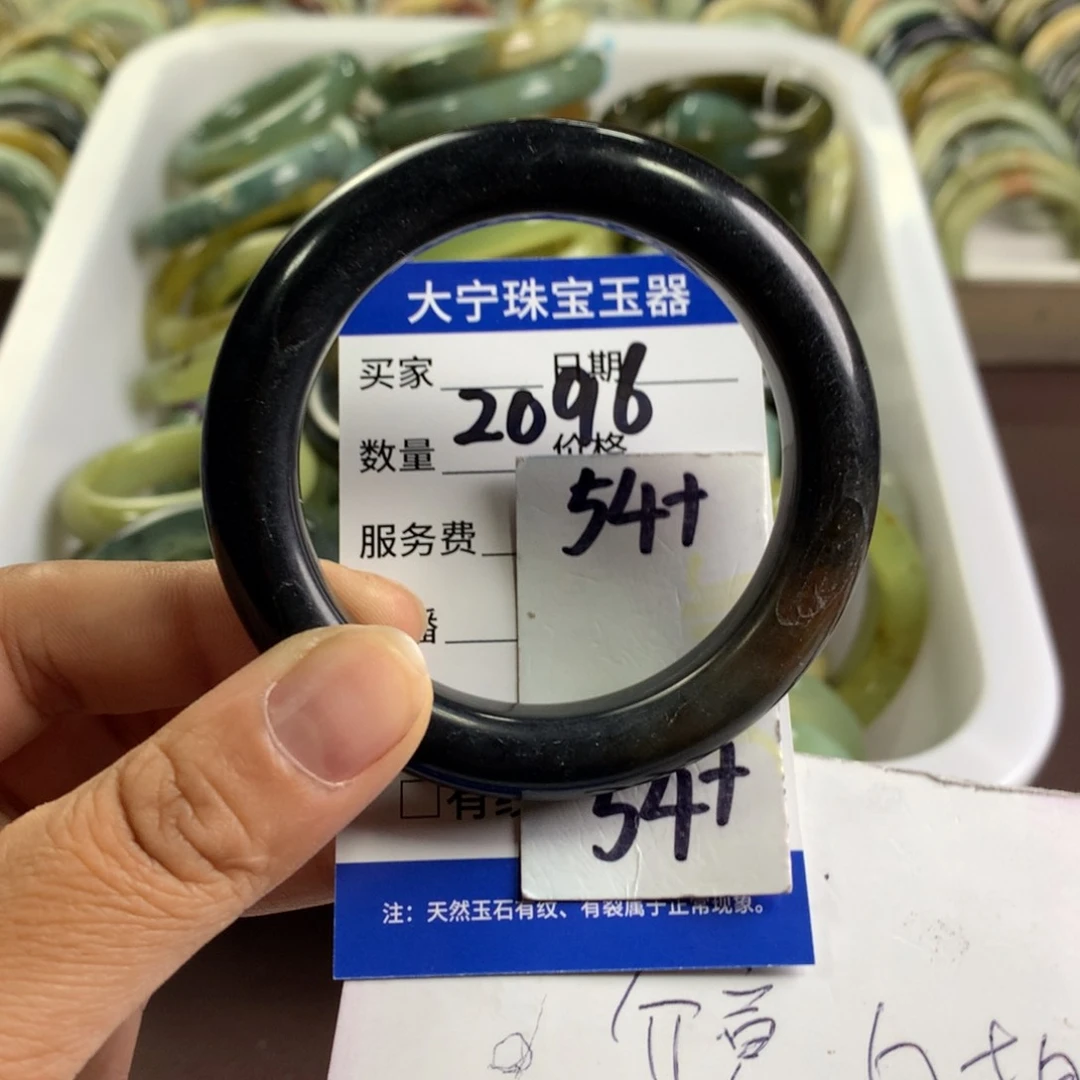 大宁珠宝玉器
买家 日期
2096
数量 价格
54+
服务费
播
54+
注：天然玉石有纹、有裂属于正常现象。